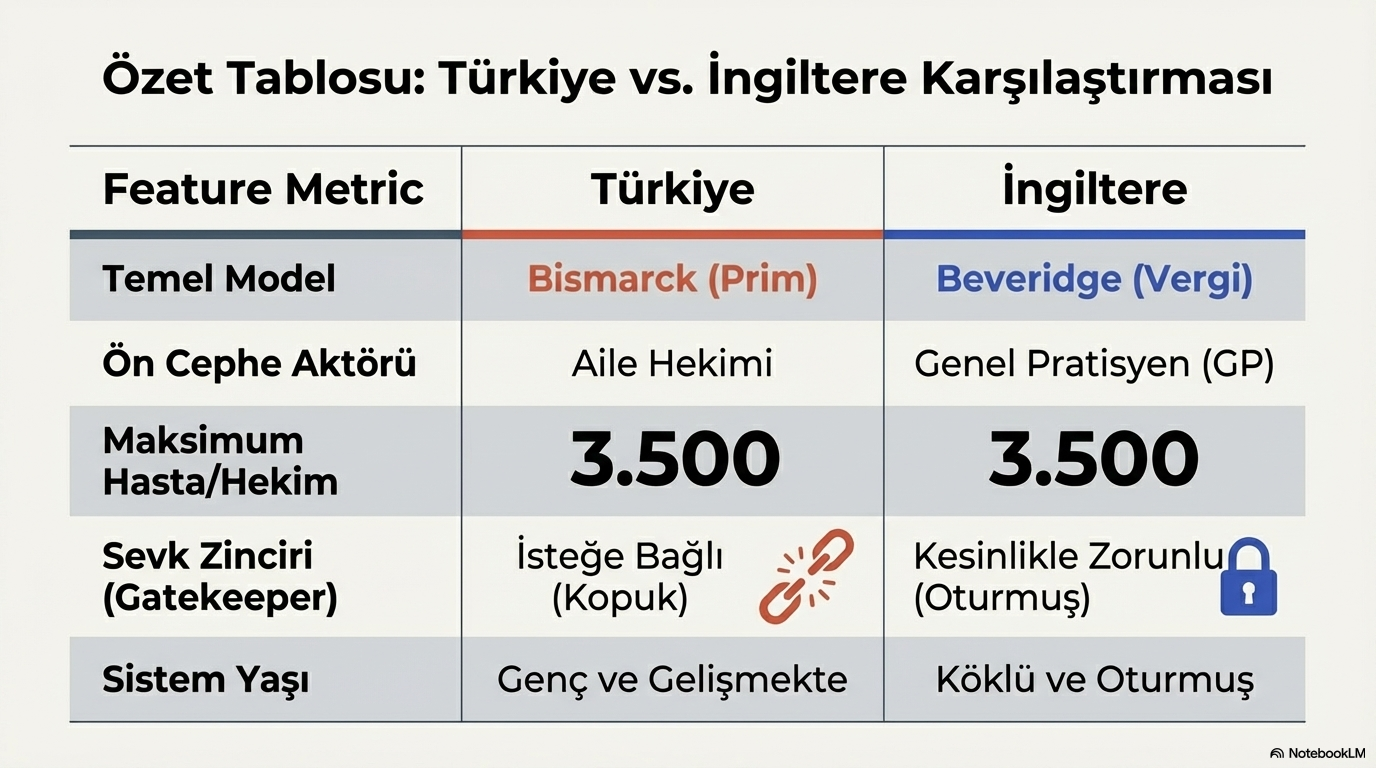 Özet Tablosu: Türkiye vs. İngiltere Karşılaştırması
Feature Metric
Türkiye
İngiltere
Temel Model
Bismarck (Prim)
Beveridge (Vergi)
Ön Cephe Aktörü
Aile Hekimi
Genel Pratisyen (GP)
Maksimum
Hasta/Hekim
3.500
3.500
Sevk Zinciri
(Gatekeeper)
İsteğe Bağlı
(Kopuk)
Kesinlikle Zorunlu
(Oturmuş)
Sistem Yaşı
Genç ve Gelişmekte
Köklü ve Oturmuş
NotebookLM